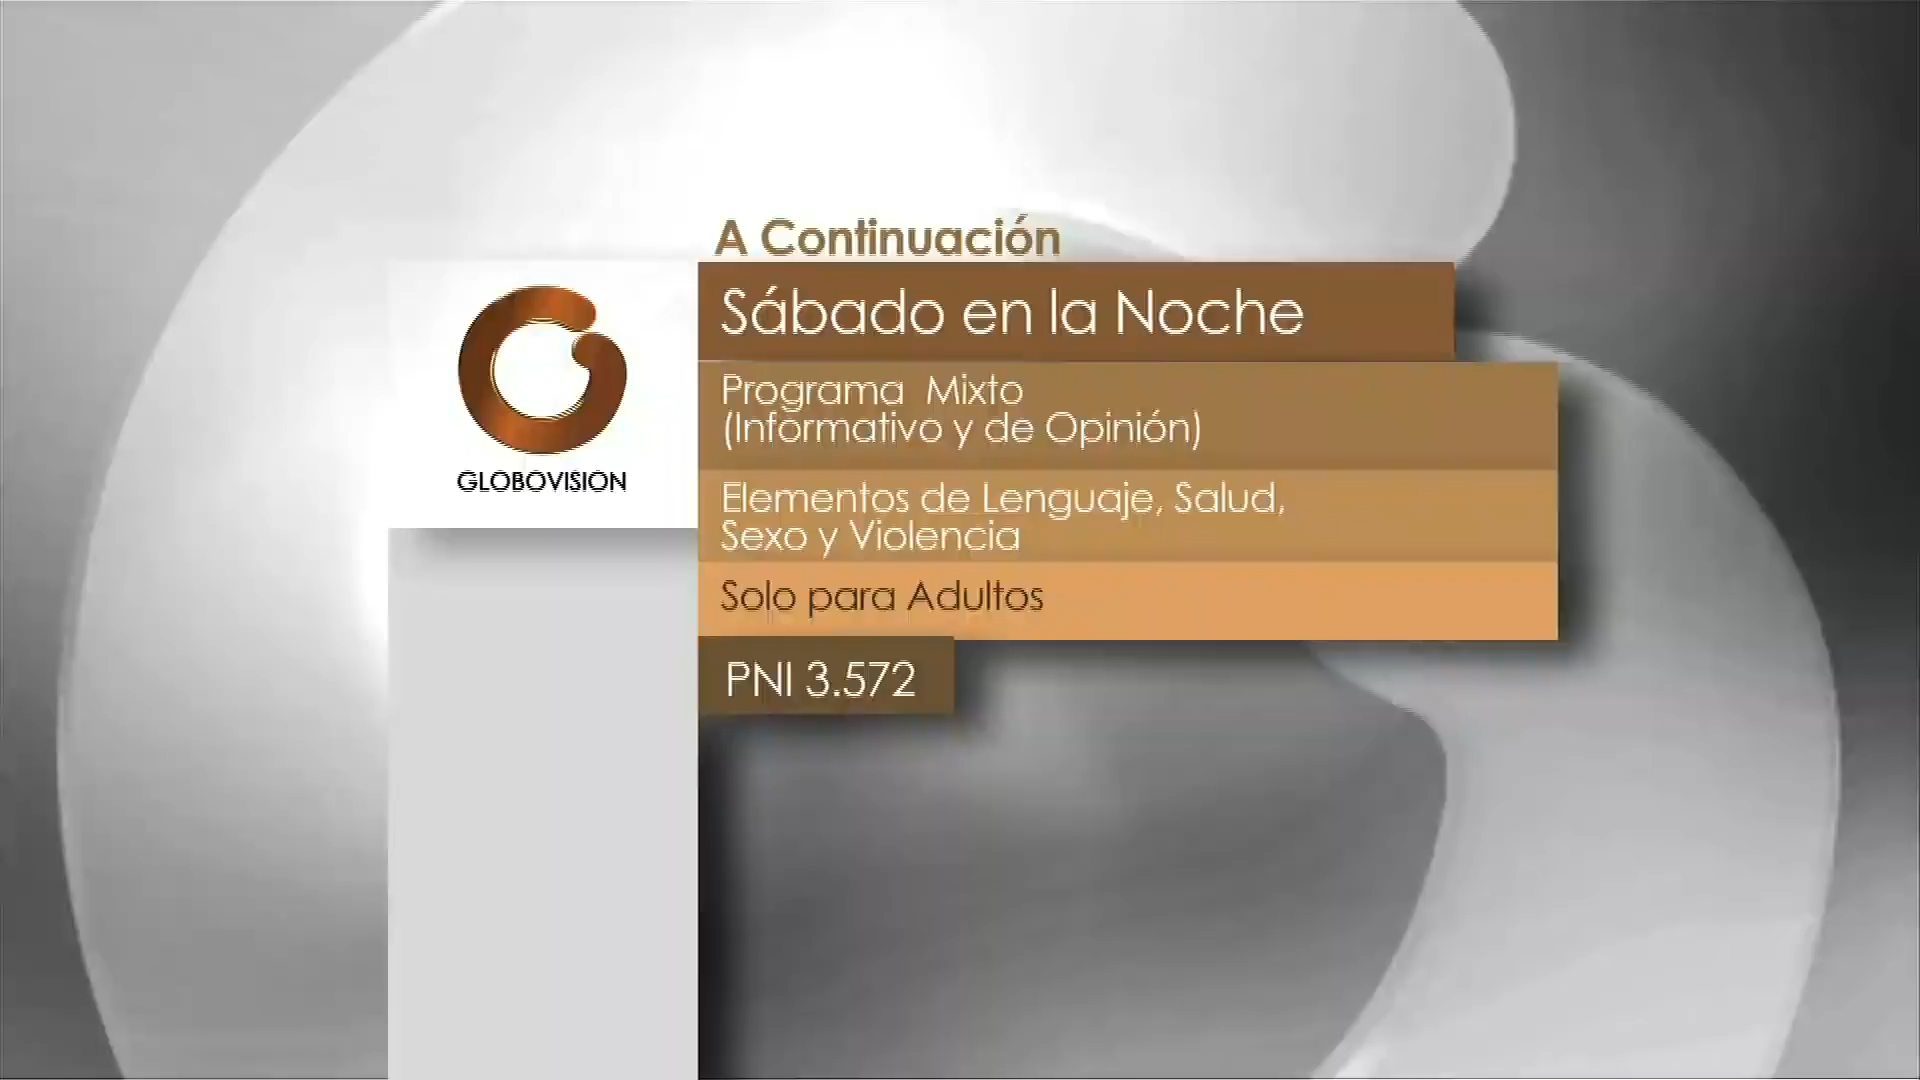 A Continuación
Sábado en la Noche
GLOBOVISION
Programa Mixto
(Informativo y de Opinión)
Elementos de Lenguaje, Salud,
Sexo y Violencia
Solo para Adultos
PNI 3.572